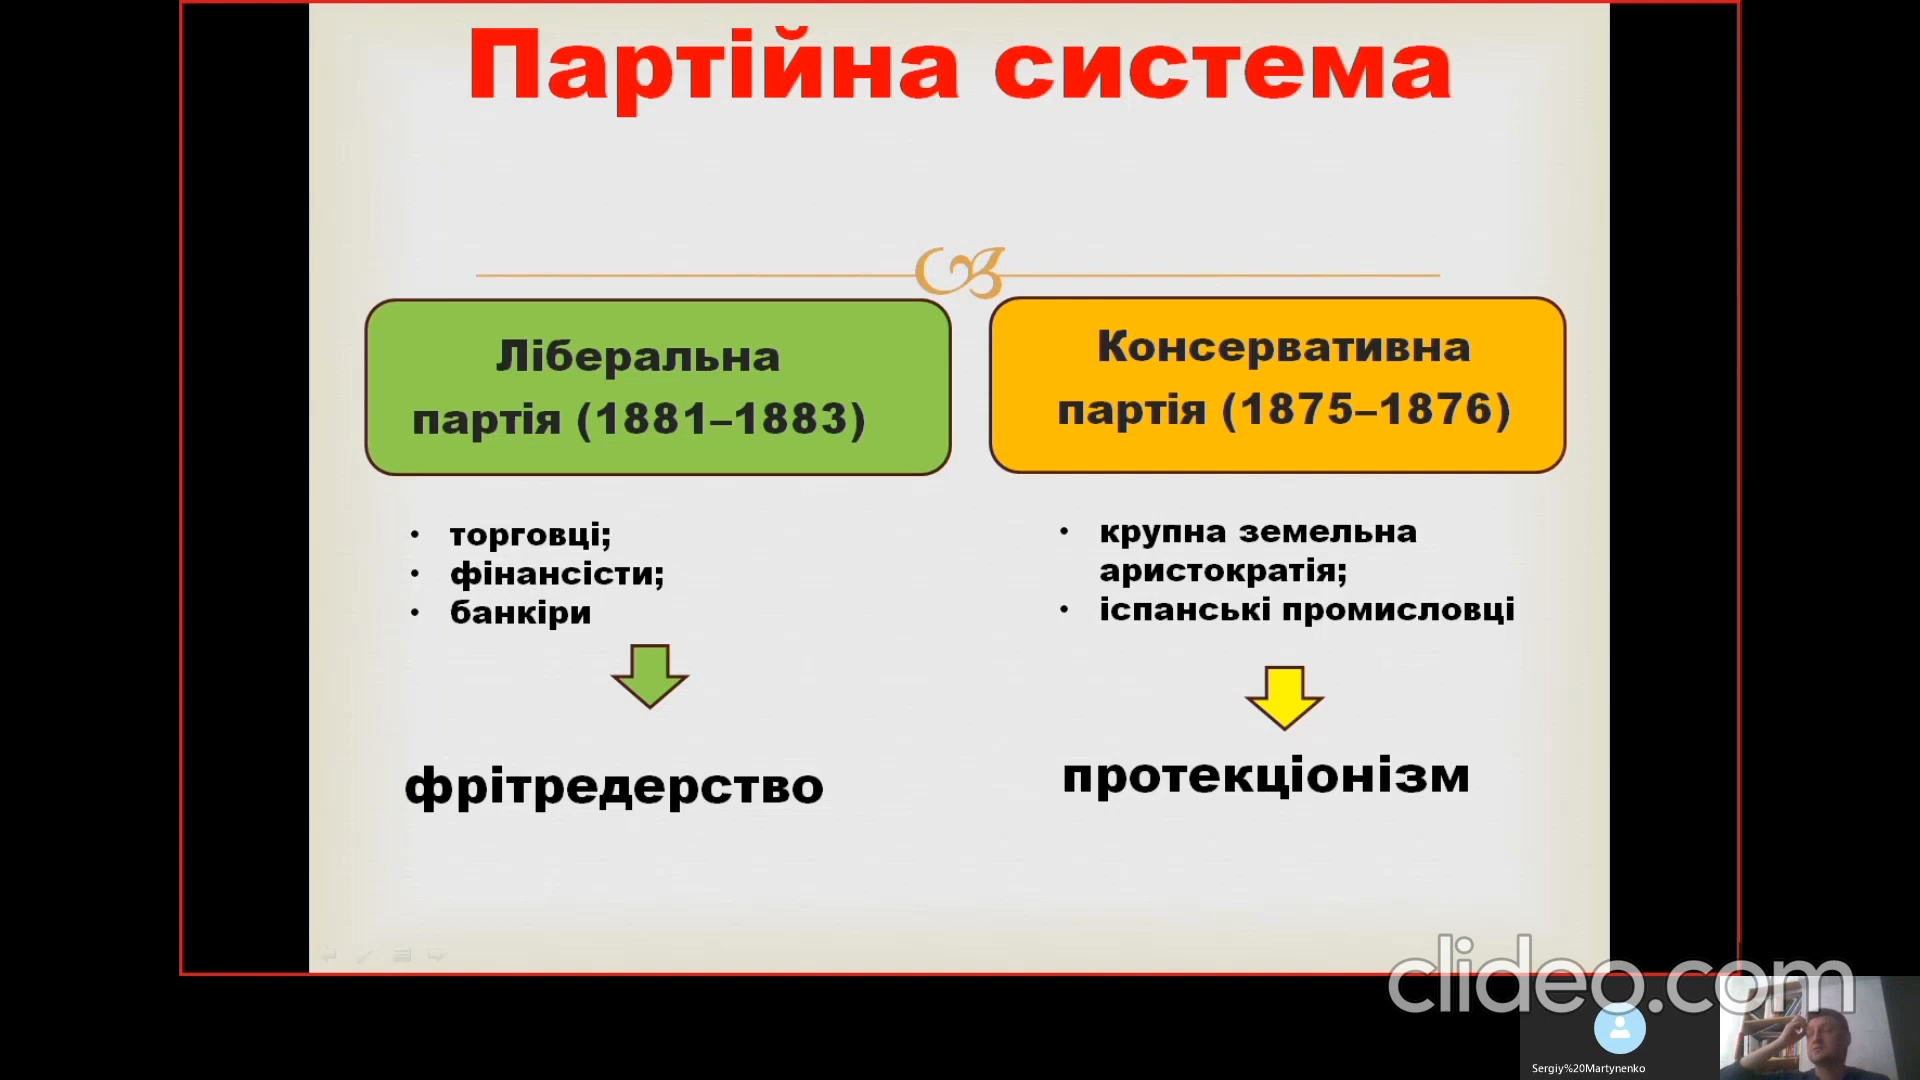 Партійна система
Ліберальна
партія (1881–1883)
• торговці;
• фінансісти;
• банкіри
фрітредерство
Консервативна
партія (1875–1876)
• крупна земельна
аристократія;
• іспанські промисловці
протекціонізм
clideo.com
Sergiy%20Martynenko